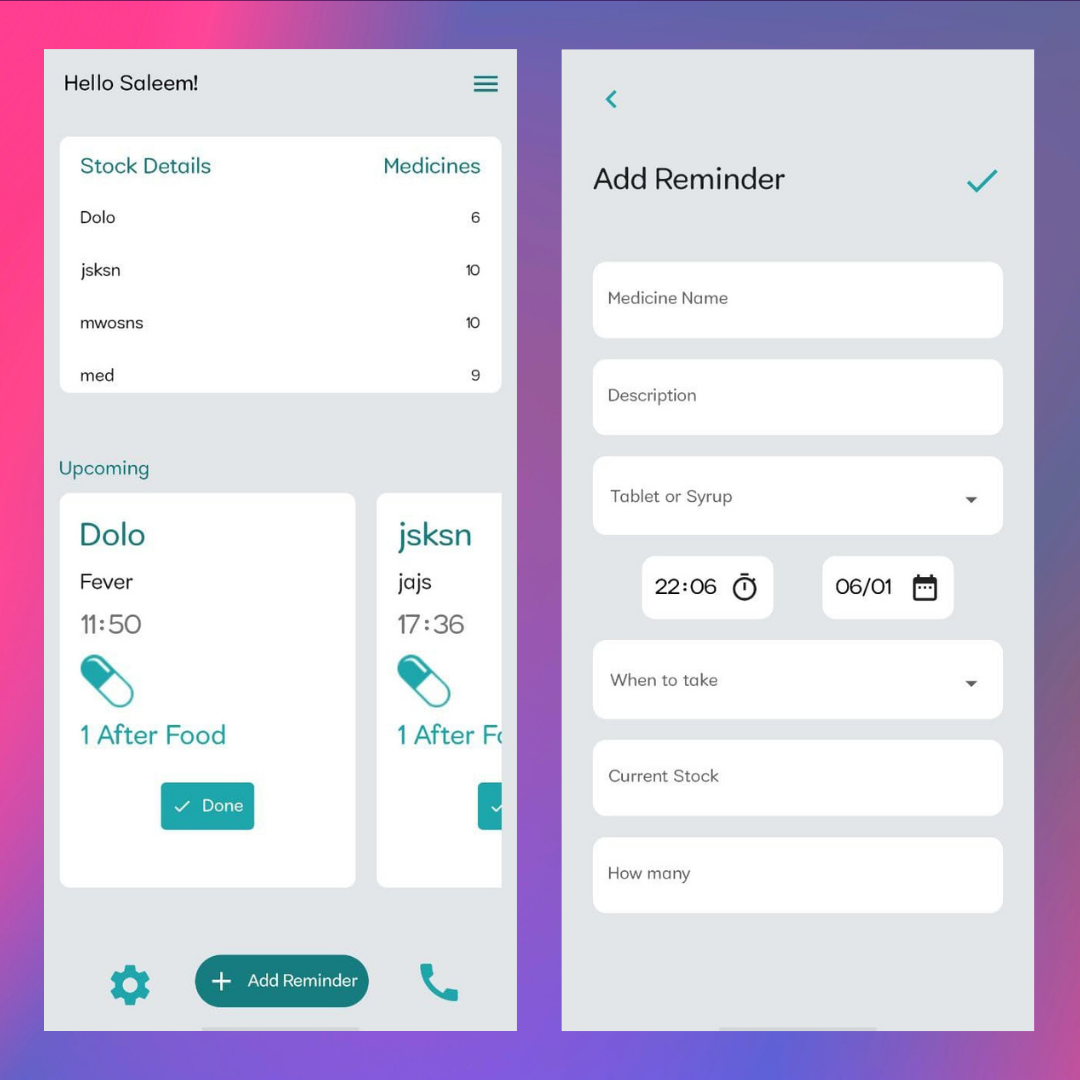 Hello Saleem!
Stock Details Medicines
Dolo 6
jsksn 10
mwosns 10
med 9
Upcoming
Dolo
Fever
11:50
1 After Food
Done
jsksn
jajs
17:36
1 After Fo
Add Reminder
Add Reminder
Medicine Name
Description
Tablet or Syrup
22:06 06/01
When to take
Current Stock
How many